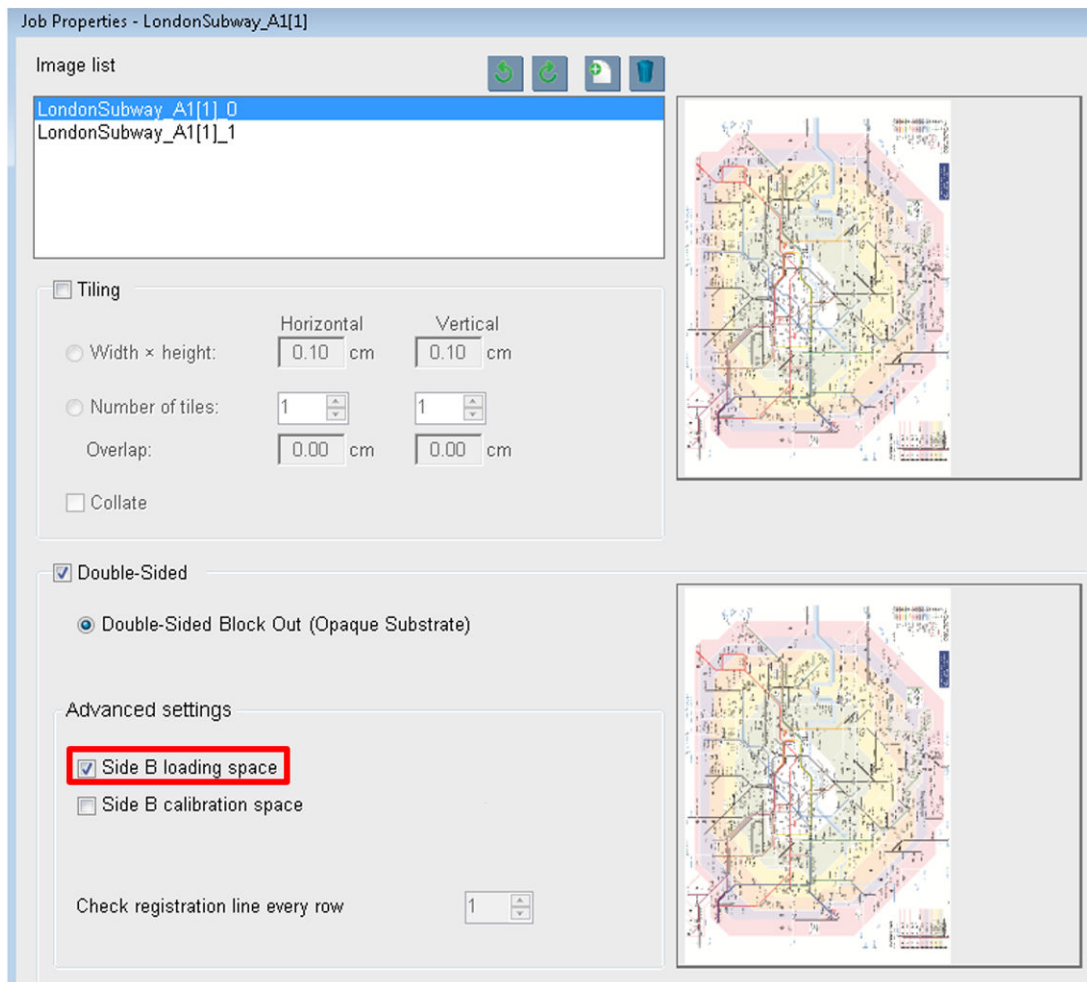 Job Properties - LondonSubway_A1[1]
Image list
LondonSubway_A1[1]_0
LondonSubway_A1[1]_1
Tiling
Horizontal Vertical
Width × height: 0.10 cm 0.10 cm
Number of tiles: 1 1
Overlap: 0.00 cm 0.00 cm
Collate
Double-Sided
Double-Sided Block Out (Opaque Substrate)
Advanced settings
Side B loading space
Side B calibration space
Check registration line every row 1